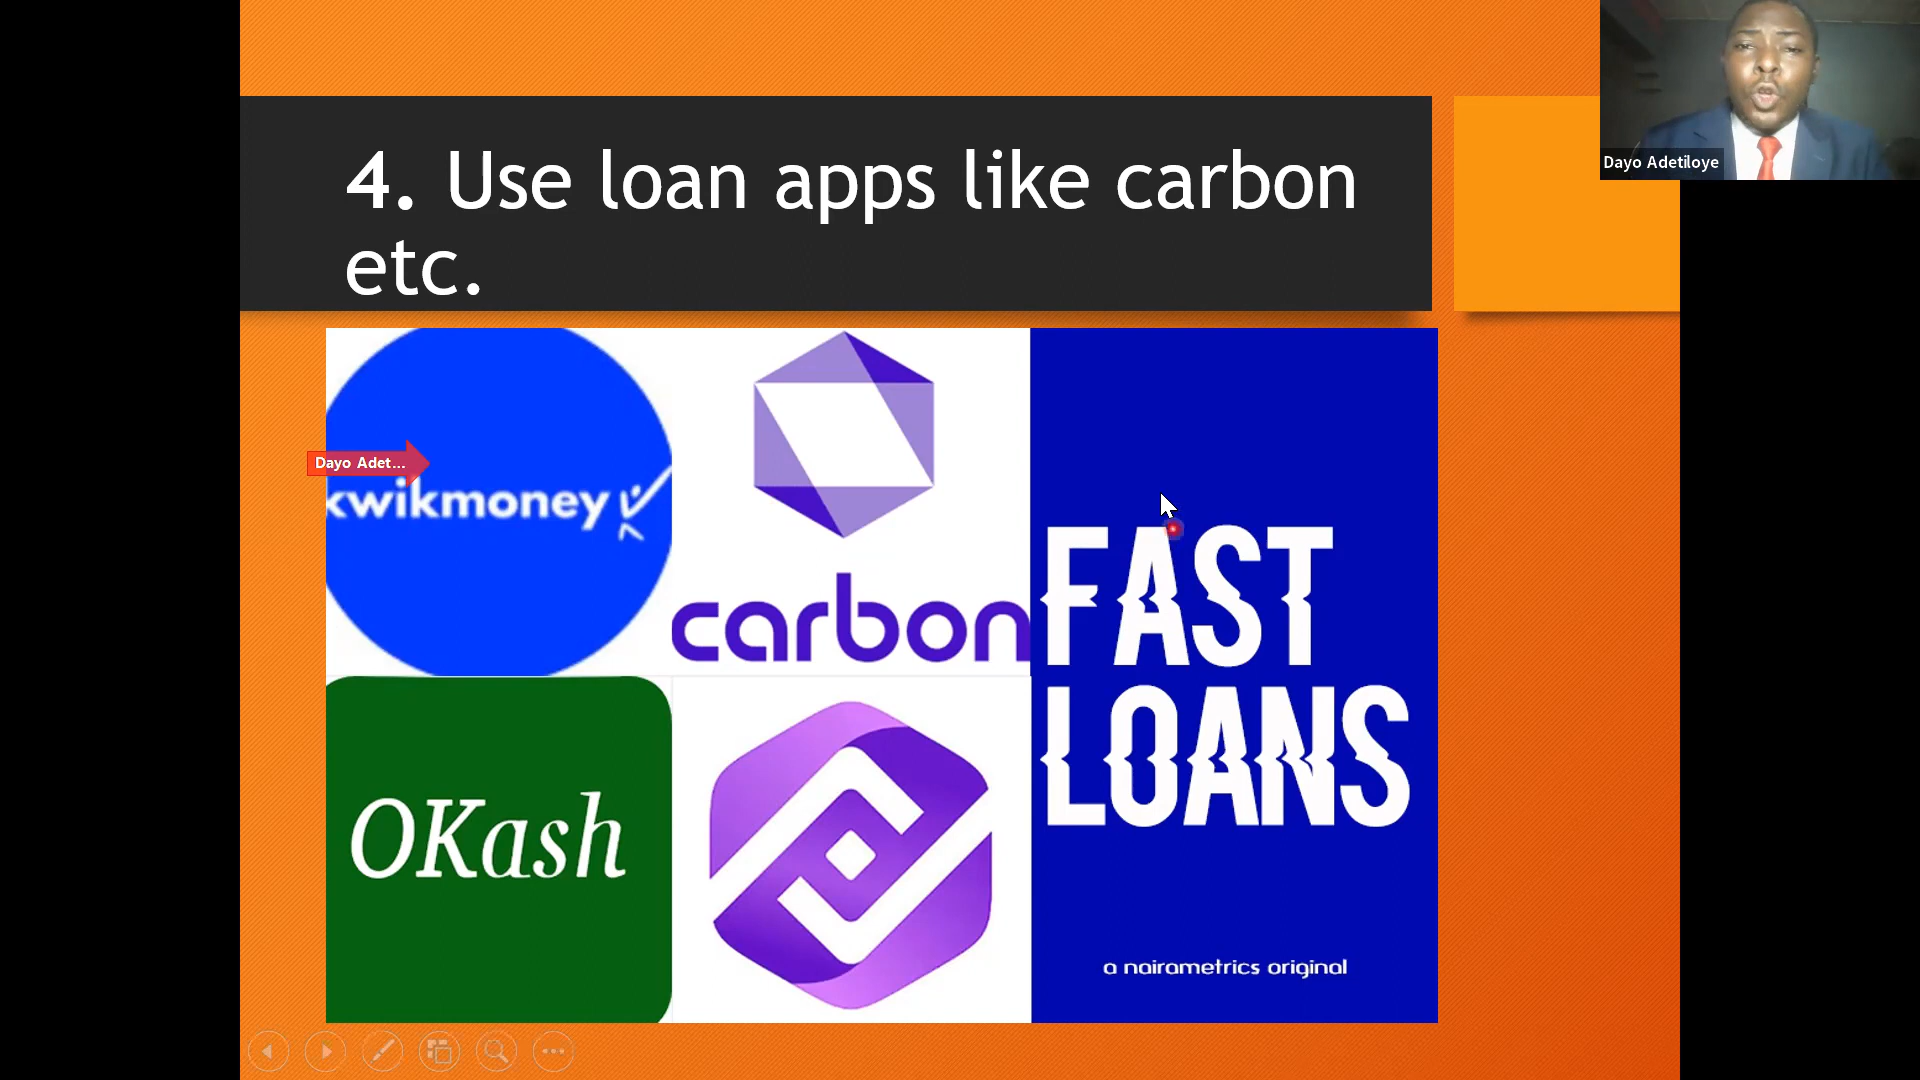 4. Use loan apps like carbon
etc.
Dayo Adetiloye
Dayo Adet...
kwikmoney
carbon
FAST
LOANS
OKash
a nairametrics original